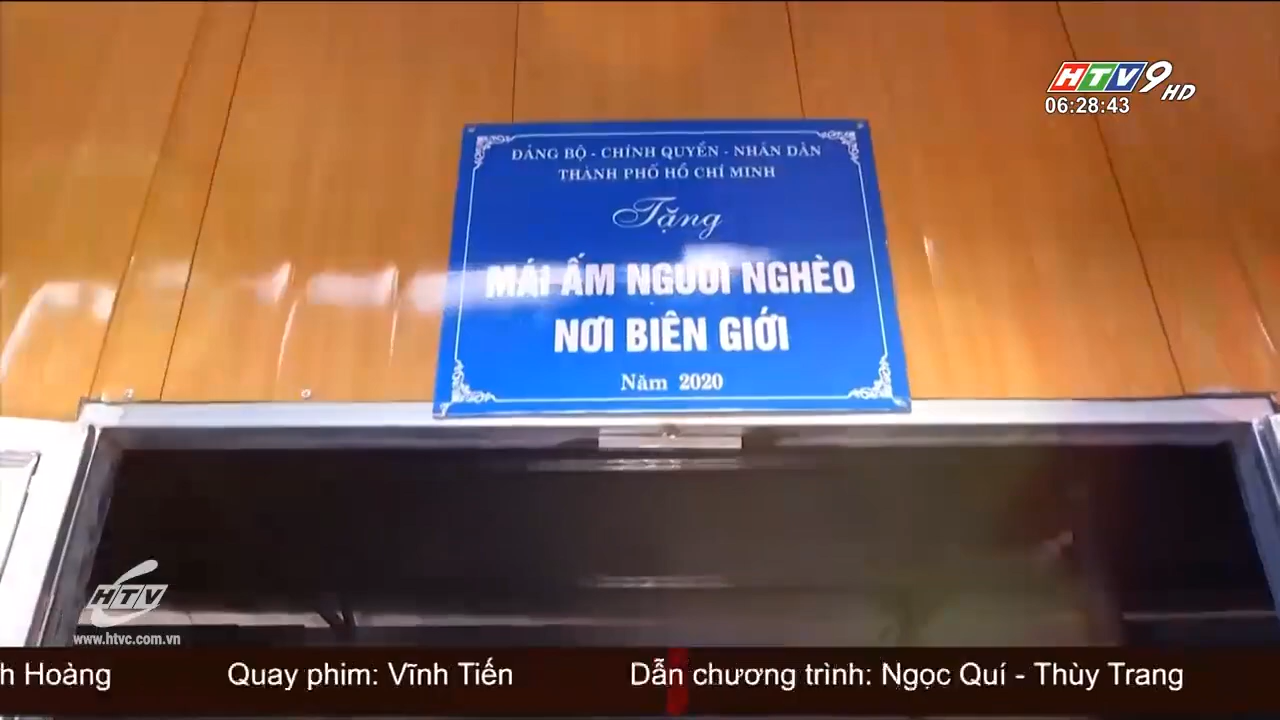 HTV9 HD
06:28:43
ĐẢNG BỘ - CHÍNH QUYỀN - NHÂN DÂN
THÀNH PHỐ HỒ CHÍ MINH
Tặng
MÁI ẤM NGƯỜI NGHÈO
NƠI BIÊN GIỚI
Năm 2020
HTV
www.htvc.com.vn
h Hoàng Quay phim: Vĩnh Tiến Dẫn chương trình: Ngọc Quí - Thùy Trang